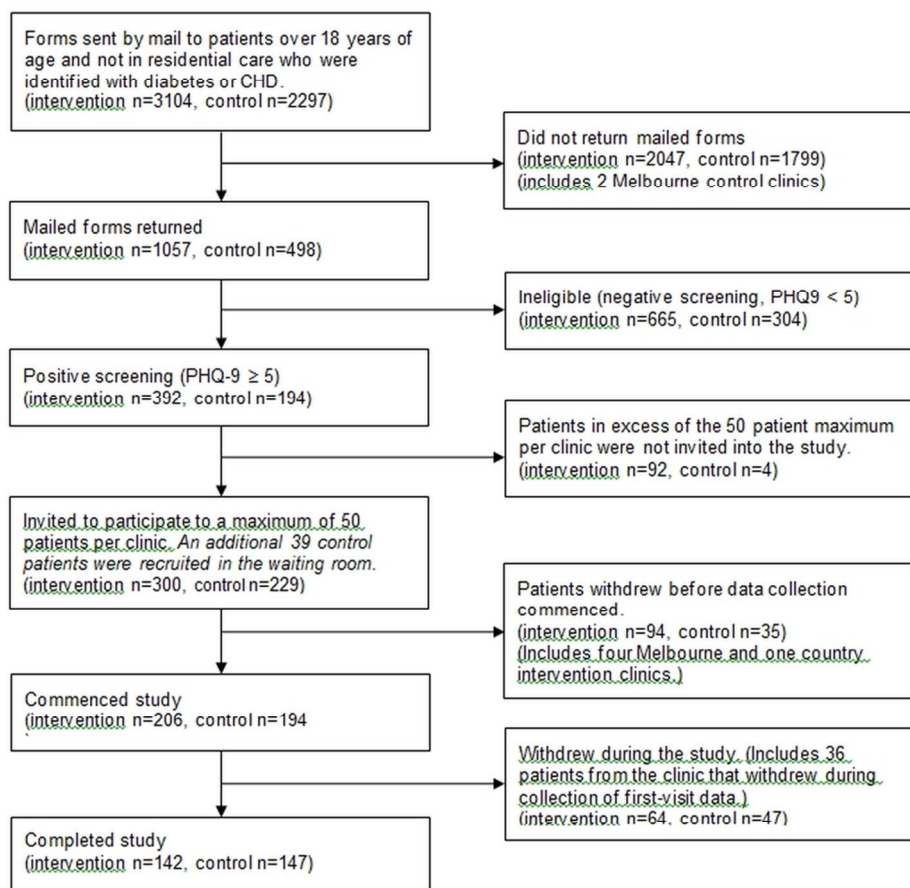 Forms sent by mail to patients over 18 years of
age and not in residential care who were
identified with diabetes or CHD.
(intervention n=3104, control n=2297)
Did not return mailed forms
(intervention n=2047, control n=1799)
(includes 2 Melbourne control clinics)
Mailed forms returned
(intervention n=1057, control n=498)
Ineligible (negative screening, PHQ9 < 5)
(intervention n=665, control n=304)
Positive screening (PHQ-9 ≥ 5)
(intervention n=392, control n=194)
Patients in excess of the 50 patient maximum
per clinic were not invited into the study.
(intervention n=92, control n=4)
Invited to participate to a maximum of 50
patients per clinic. An additional 39 control
patients were recruited in the waiting room.
(intervention n=300, control n=229)
Patients withdrew before data collection
commenced.
(intervention n=94, control n=35)
(Includes four Melbourne and one country
intervention clinics.)
Commenced study
(intervention n=206, control n=194
Withdrew during the study. (Includes 36
patients from the clinic that withdrew during
collection of first-visit data.)
(intervention n=64, control n=47)
Completed study
(intervention n=142, control n=147)